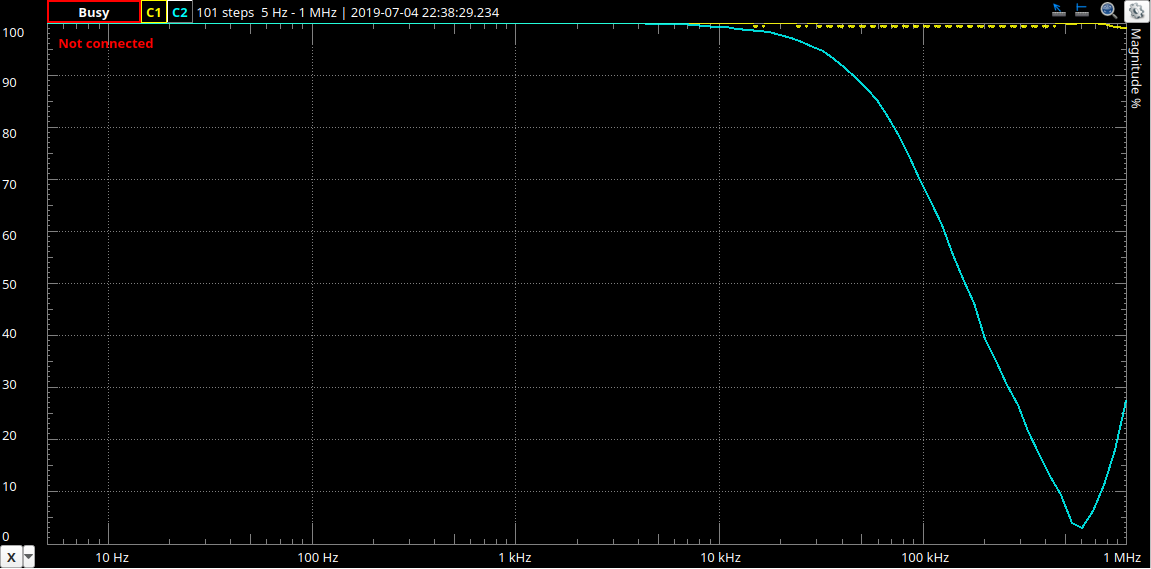 Busy C1 C2 101 steps 5 Hz - 1 MHz | 2019-07-04 22:38:29.234
Not connected
Magnitude %
100
90
80
70
60
50
40
30
20
10
0
X
10 Hz 100 Hz 1 kHz 10 kHz 100 kHz 1 MHz